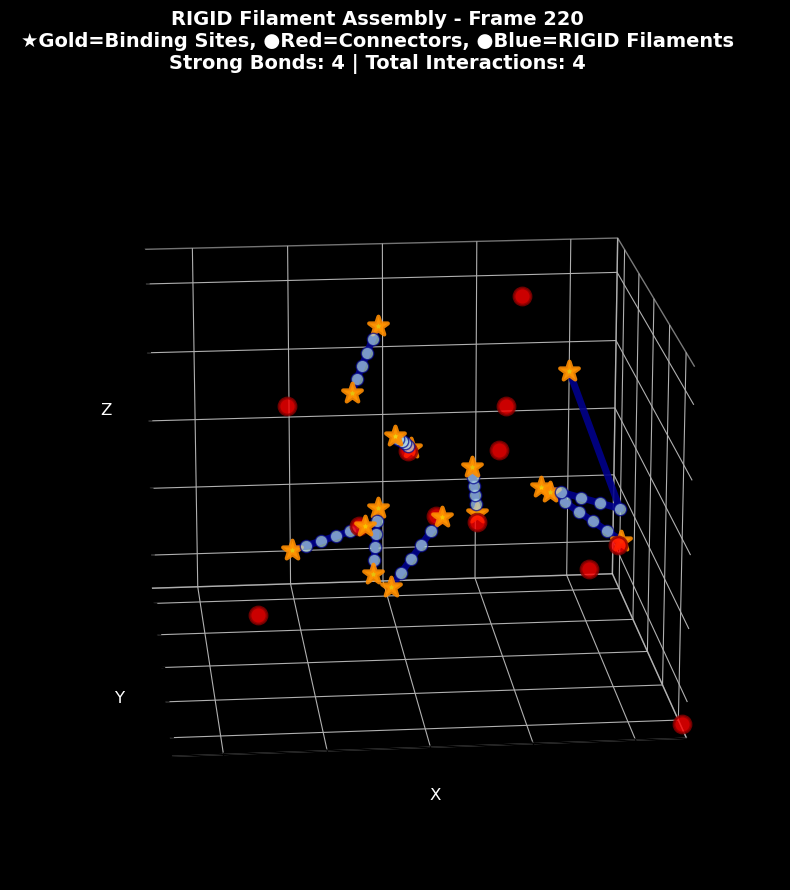 RIGID Filament Assembly - Frame 220
★Gold=Binding Sites, ●Red=Connectors, ●Blue=RIGID Filaments
Strong Bonds: 4 | Total Interactions: 4
Z
Y
X